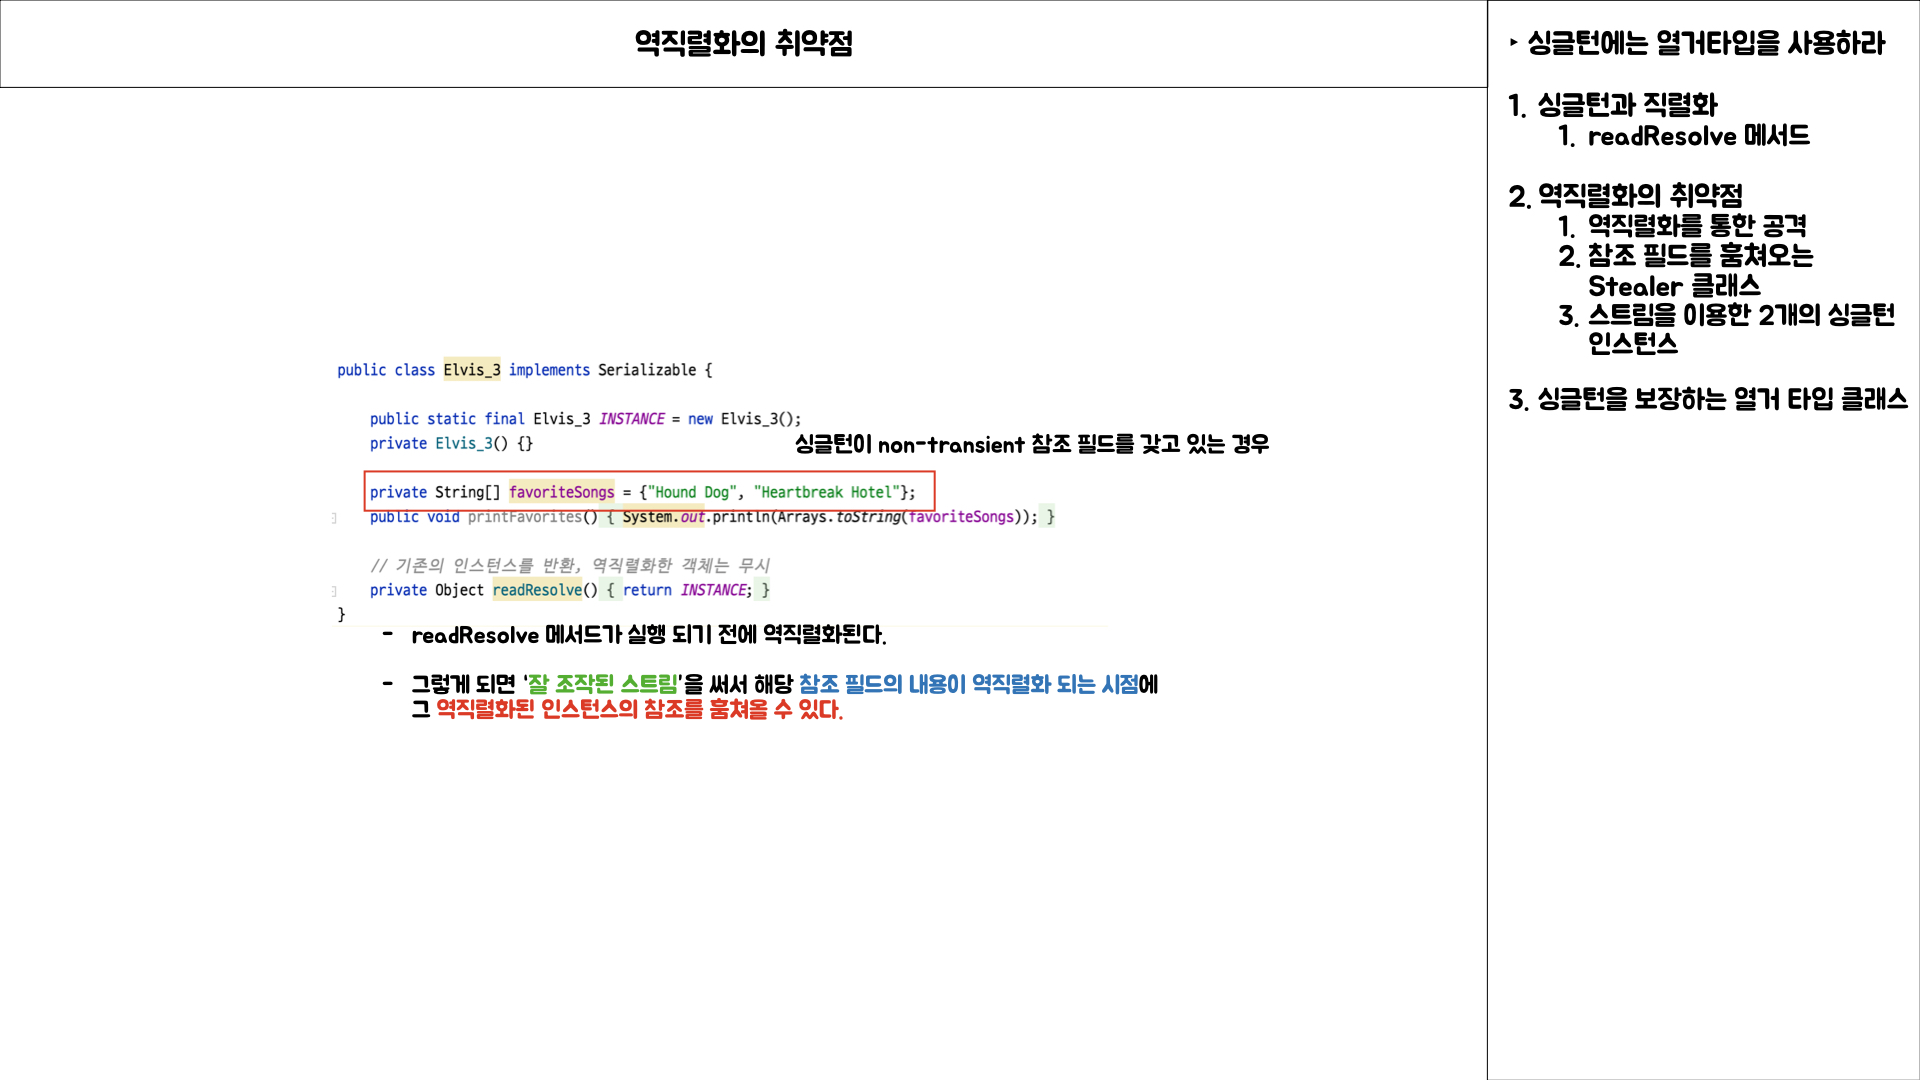 역직렬화의 취약점
public class Elvis_3 implements Serializable {
public static final Elvis_3 INSTANCE = new Elvis_3();
private Elvis_3() {}
싱글턴이 non-transient 참조 필드를 갖고 있는 경우
private String[] favoriteSongs = {"Hound Dog", "Heartbreak Hotel"};
public void printFavorites() { System.out.println(Arrays.toString(favoriteSongs)); }
// 기존의 인스턴스를 반환, 역직렬화한 객체는 무시
private Object readResolve() { return INSTANCE; }
}
- readResolve 메서드가 실행 되기 전에 역직렬화된다.
- 그렇게 되면 '잘 조작된 스트림'을 써서 해당 참조 필드의 내용이 역직렬화 되는 시점에
그 역직렬화된 인스턴스의 참조를 훔쳐올 수 있다.
‣ 싱글턴에는 열거타입을 사용하라
1. 싱글턴과 직렬화
1. readResolve 메서드
2. 역직렬화의 취약점
1. 역직렬화를 통한 공격
2. 참조 필드를 훔쳐오는
Stealer 클래스
3. 스트림을 이용한 2개의 싱글턴
인스턴스
3. 싱글턴을 보장하는 열거 타입 클래스